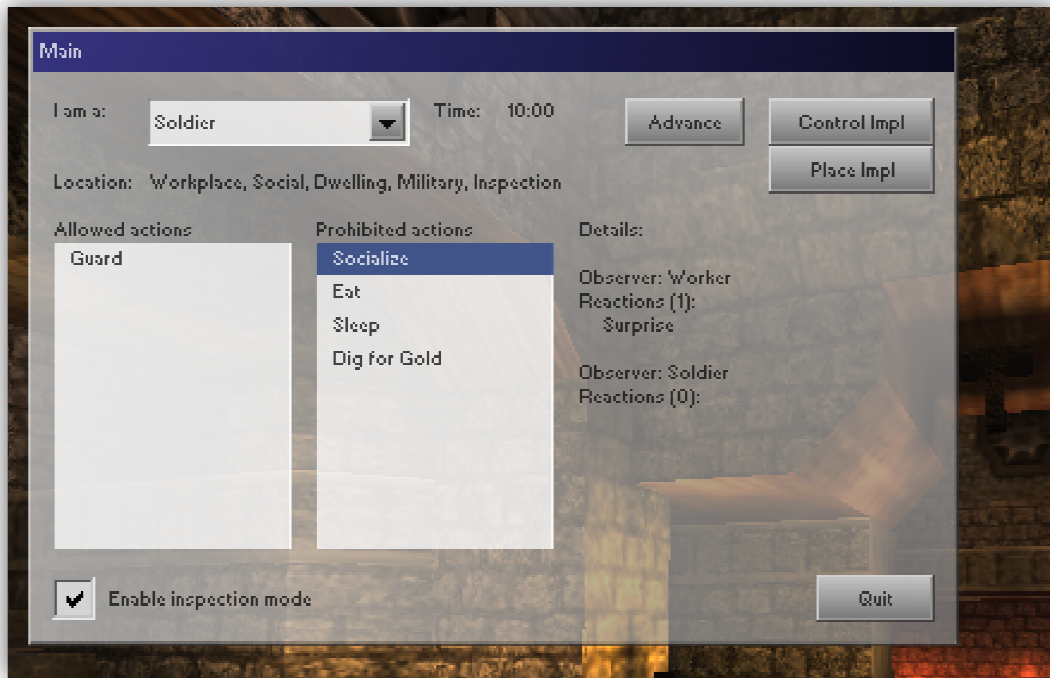 Main
I am a:
Soldier
Time: 10:00
Advance
Control Impl
Place Impl
Location: Workplace, Social, Dwelling, Military, Inspection
Allowed actions
Guard
Prohibited actions
Socialize
Eat
Sleep
Dig for Gold
Details:
Observer: Worker
Reactions (1):
Surprise
Observer: Soldier
Reactions (0):
Enable inspection mode
Quit